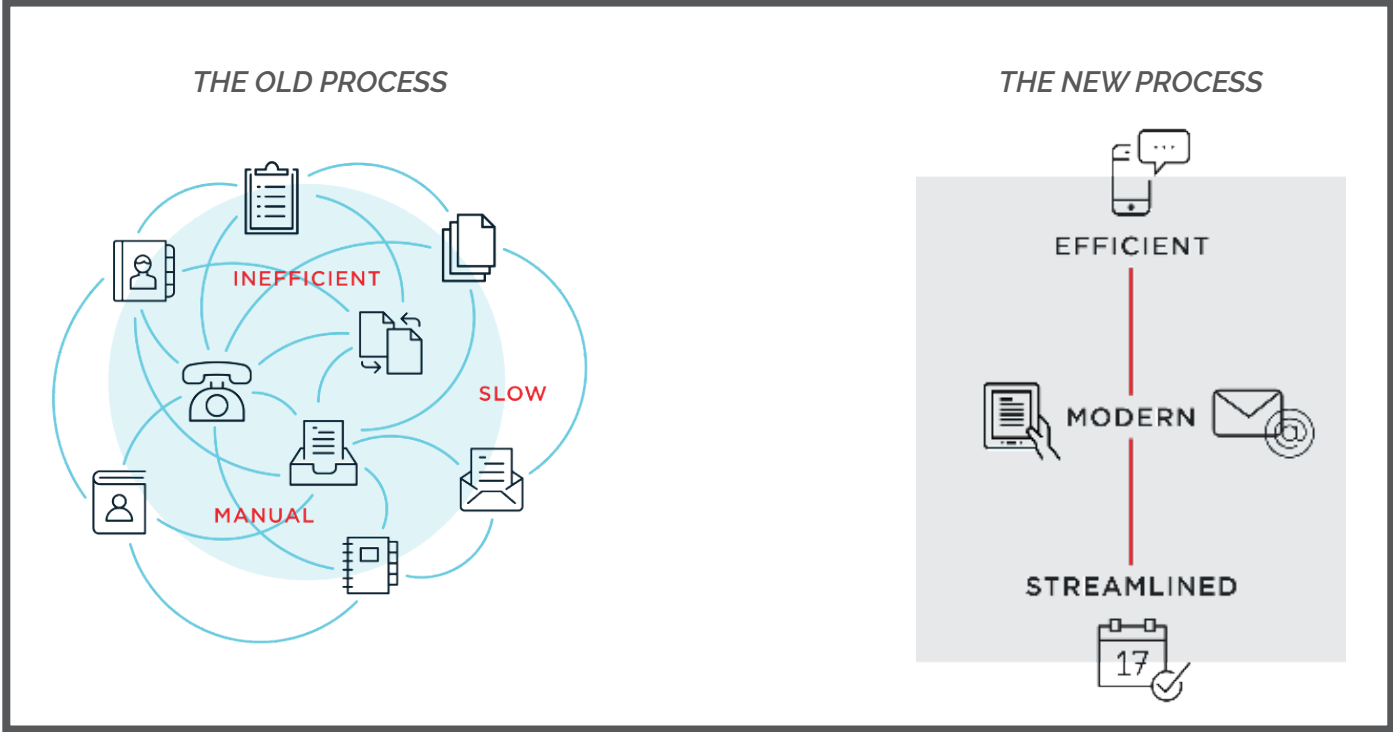 THE OLD PROCESS
INEFFICIENT
SLOW
MANUAL
THE NEW PROCESS
...
EFFICIENT
MODERN
@
STREAMLINED
17